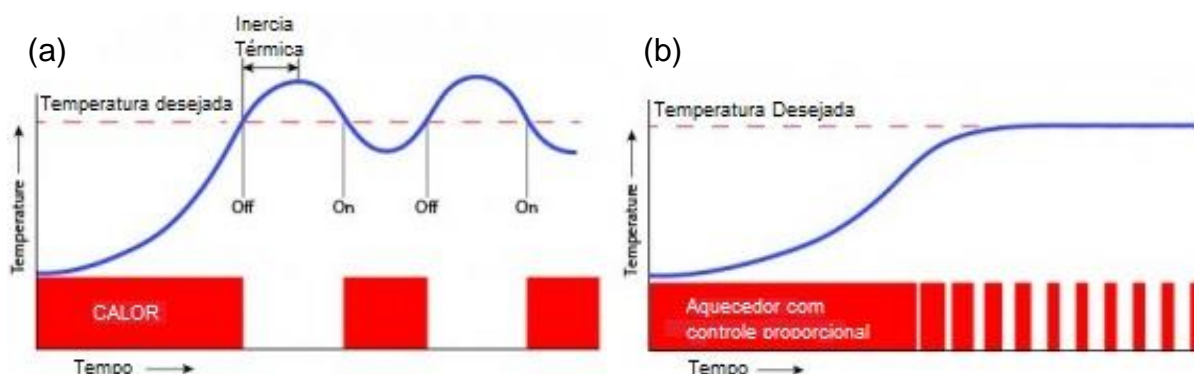 (a)
Inercia
Térmica
Temperatura desejada
Temperature
Off
On
Off
On
CALOR
Tempo
(b)
Temperatura Desejada
Temperature
Aquecedor com
controle proporcional
Tempo